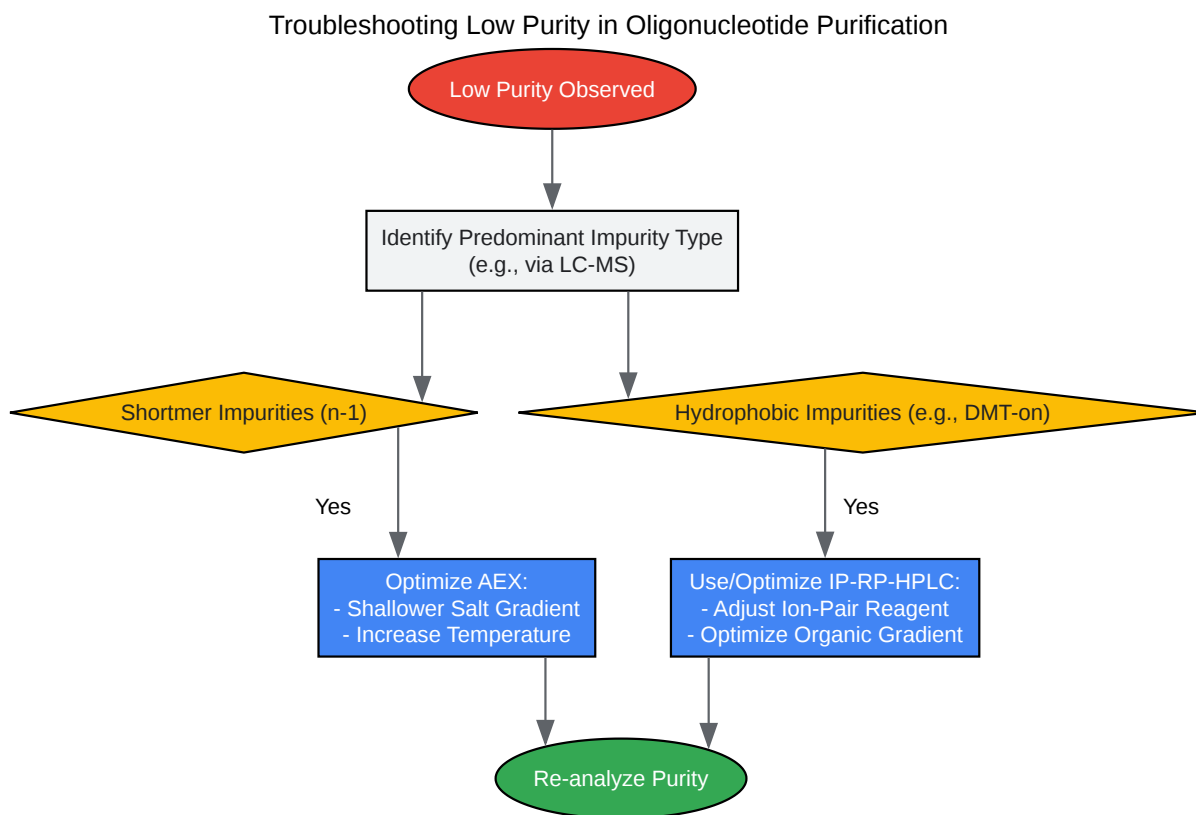 Troubleshooting Low Purity in Oligonucleotide Purification
Low Purity Observed
Identify Predominant Impurity Type
(e.g., via LC-MS)
Shortmer Impurities (n-1)
Hydrophobic Impurities (e.g., DMT-on)
Yes
Yes
Optimize AEX:
- Shallower Salt Gradient
- Increase Temperature
Use/Optimize IP-RP-HPLC:
- Adjust Ion-Pair Reagent
- Optimize Organic Gradient
Re-analyze Purity